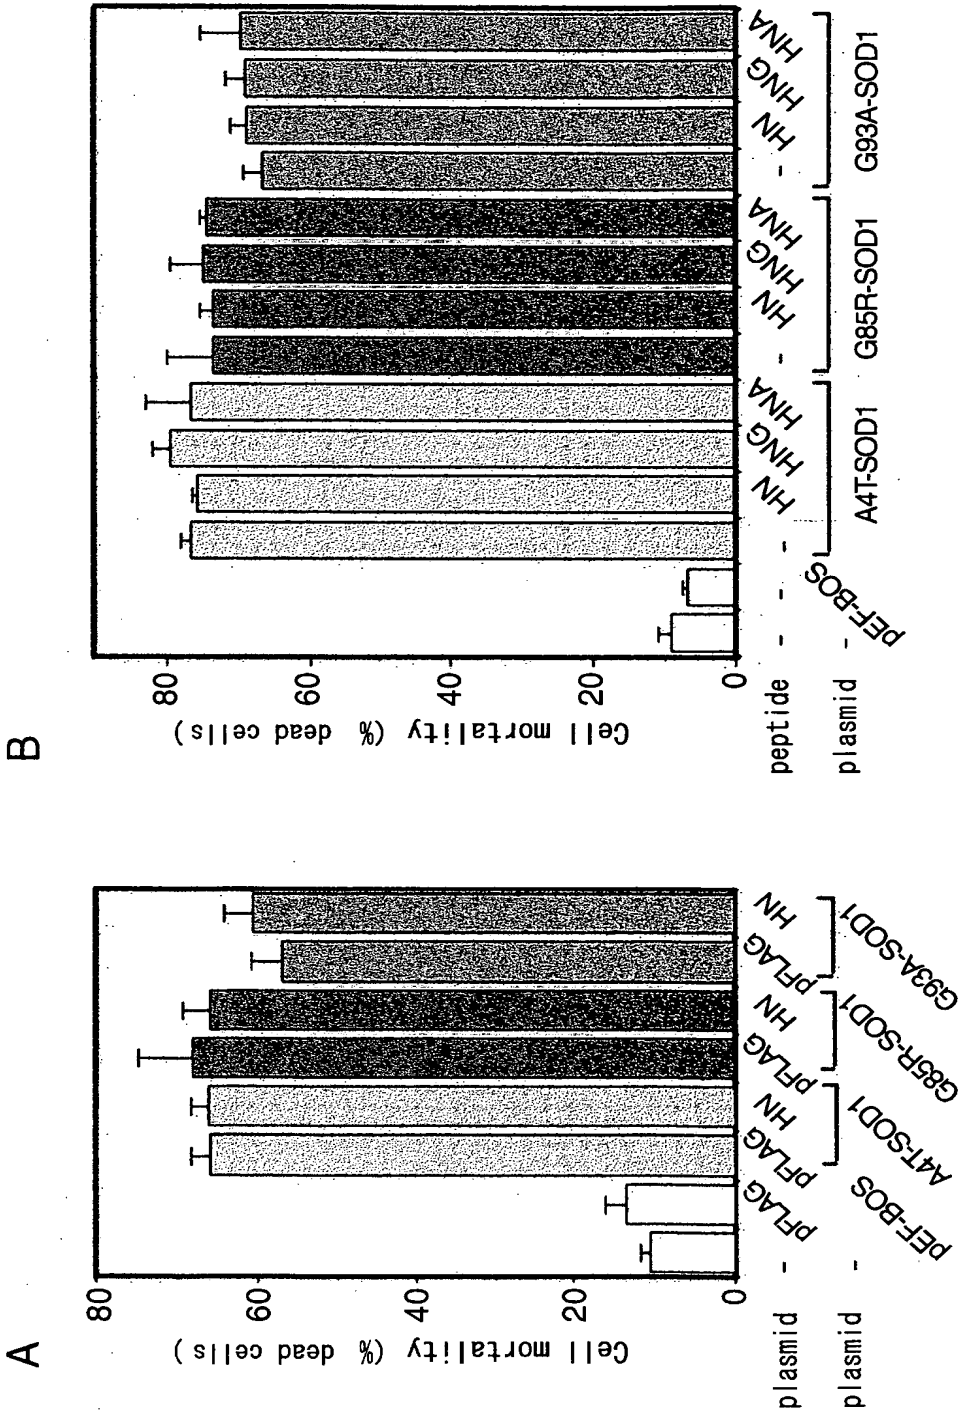 A
Cell mortality (% dead cells)
80
60
40
20
0
plasmid - pFLAG pFLAG HN pFLAG HN pFLAG HN
plasmid - pEF-BOS A4T-SOD1 G85R-SOD1 G93A-SOD1
B
Cell mortality (% dead cells)
80
60
40
20
0
peptide - - - HN HNG HNA - HN HNG HNA - HN HNG HNA
plasmid - pEF-BOS A4T-SOD1 G85R-SOD1 G93A-SOD1